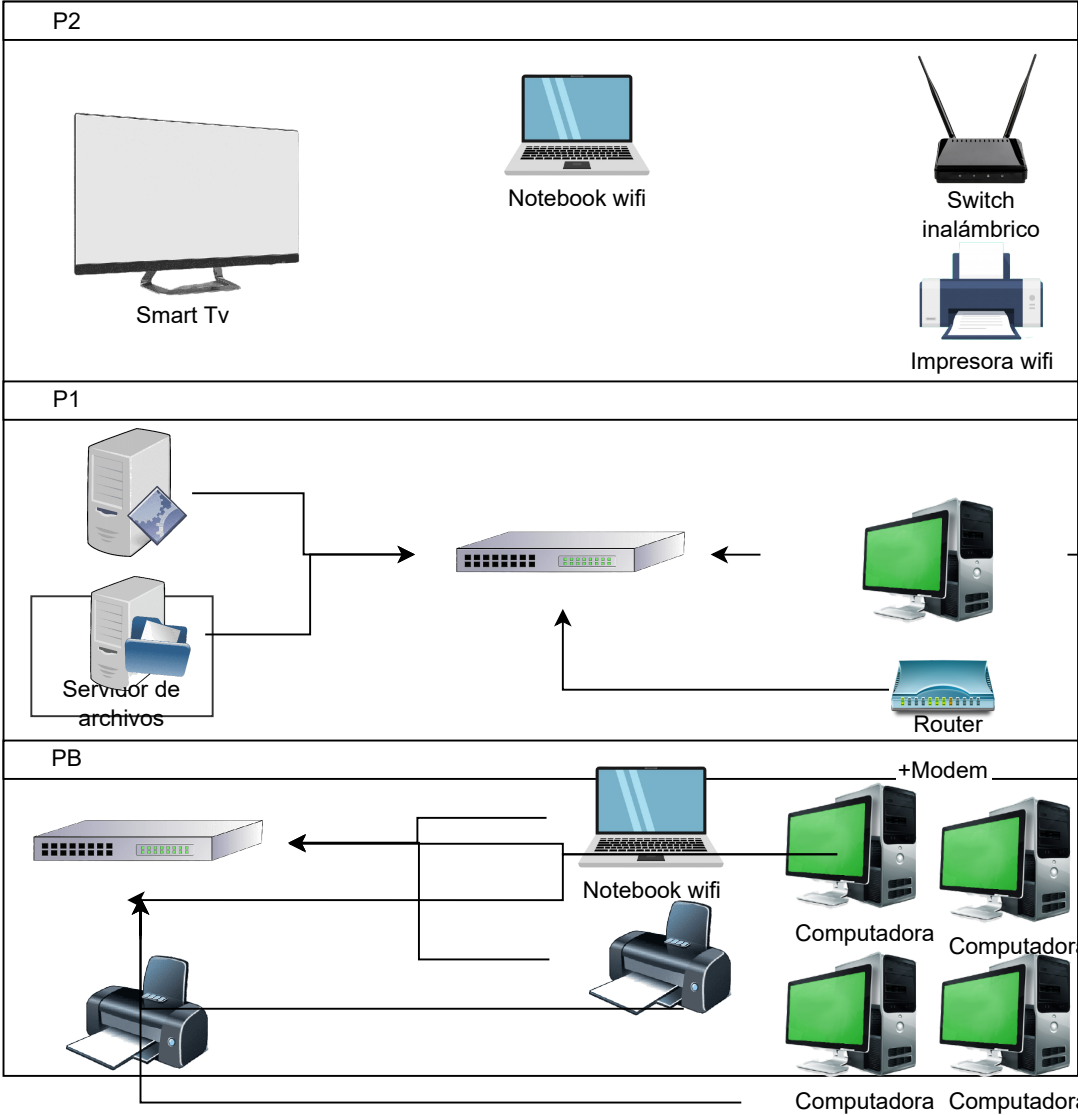 P2
Notebook wifi
Switch
inalámbrico
Smart Tv
Impresora wifi
P1
Servidor de
archivos
Router
PB
+Modem
Notebook wifi
Computadora
Computadora
Computadora
Computadora